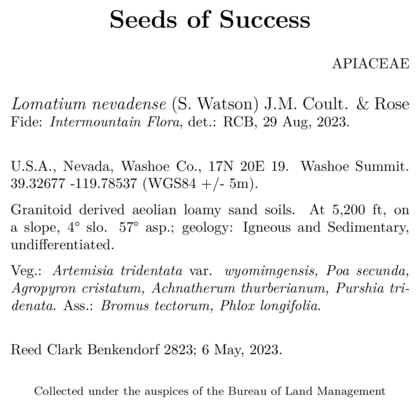 Seeds of Success
APIACEAE
Lomatium nevadense (S. Watson) J.M. Coult. & Rose
Fide: Intermountain Flora, det.: RCB, 29 Aug, 2023.
U.S.A., Nevada, Washoe Co., 17N 20E 19. Washoe Summit.
39.32677 -119.78537 (WGS84 +/- 5m).
Granitoid derived aeolian loamy sand soils. At 5,200 ft, on
a slope, 4° slo. 57° asp.; geology: Igneous and Sedimentary,
undifferentiated.
Veg.: Artemisia tridentata var. wyomimgensis, Poa secunda,
Agropyron cristatum, Achnatherum thurberianum, Purshia tri-
denata. Ass.: Bromus tectorum, Phlox longifolia.
Reed Clark Benkendorf 2823; 6 May, 2023.
Collected under the auspices of the Bureau of Land Management